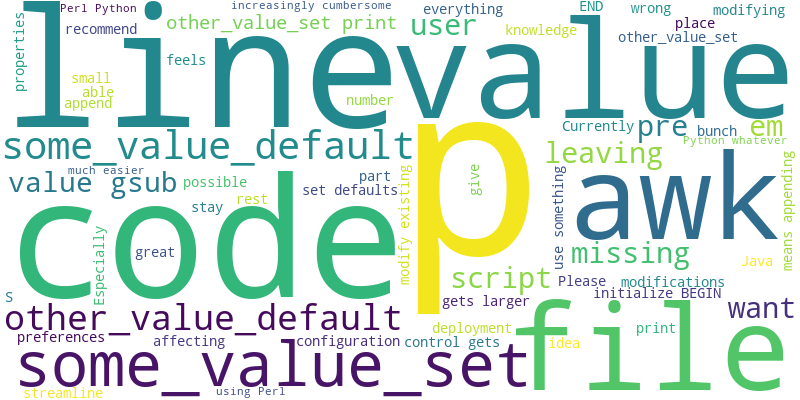 Perl Python
increasingly cumbersome
everything
END
wrong
modifying
properties
recommend
other_value_set print
user
knowledge
place
other_value_set
line
value
feels
small
able
append
number
Currently
pre
bunch
em
some_value_default
p
Python whatever
much easier
leaving
value gsub
possible
part
set defaults
modify existing
give
use something
awk
means appending
code
stay
rest
Especially
great
missing
Java
script
Please
modifications
S
gets larger
initialize BEGIN
want
other_value_default
file
deployment
print
preferences
affecting
configuration
control gets
idea
some_value_set
streamline
using Perl